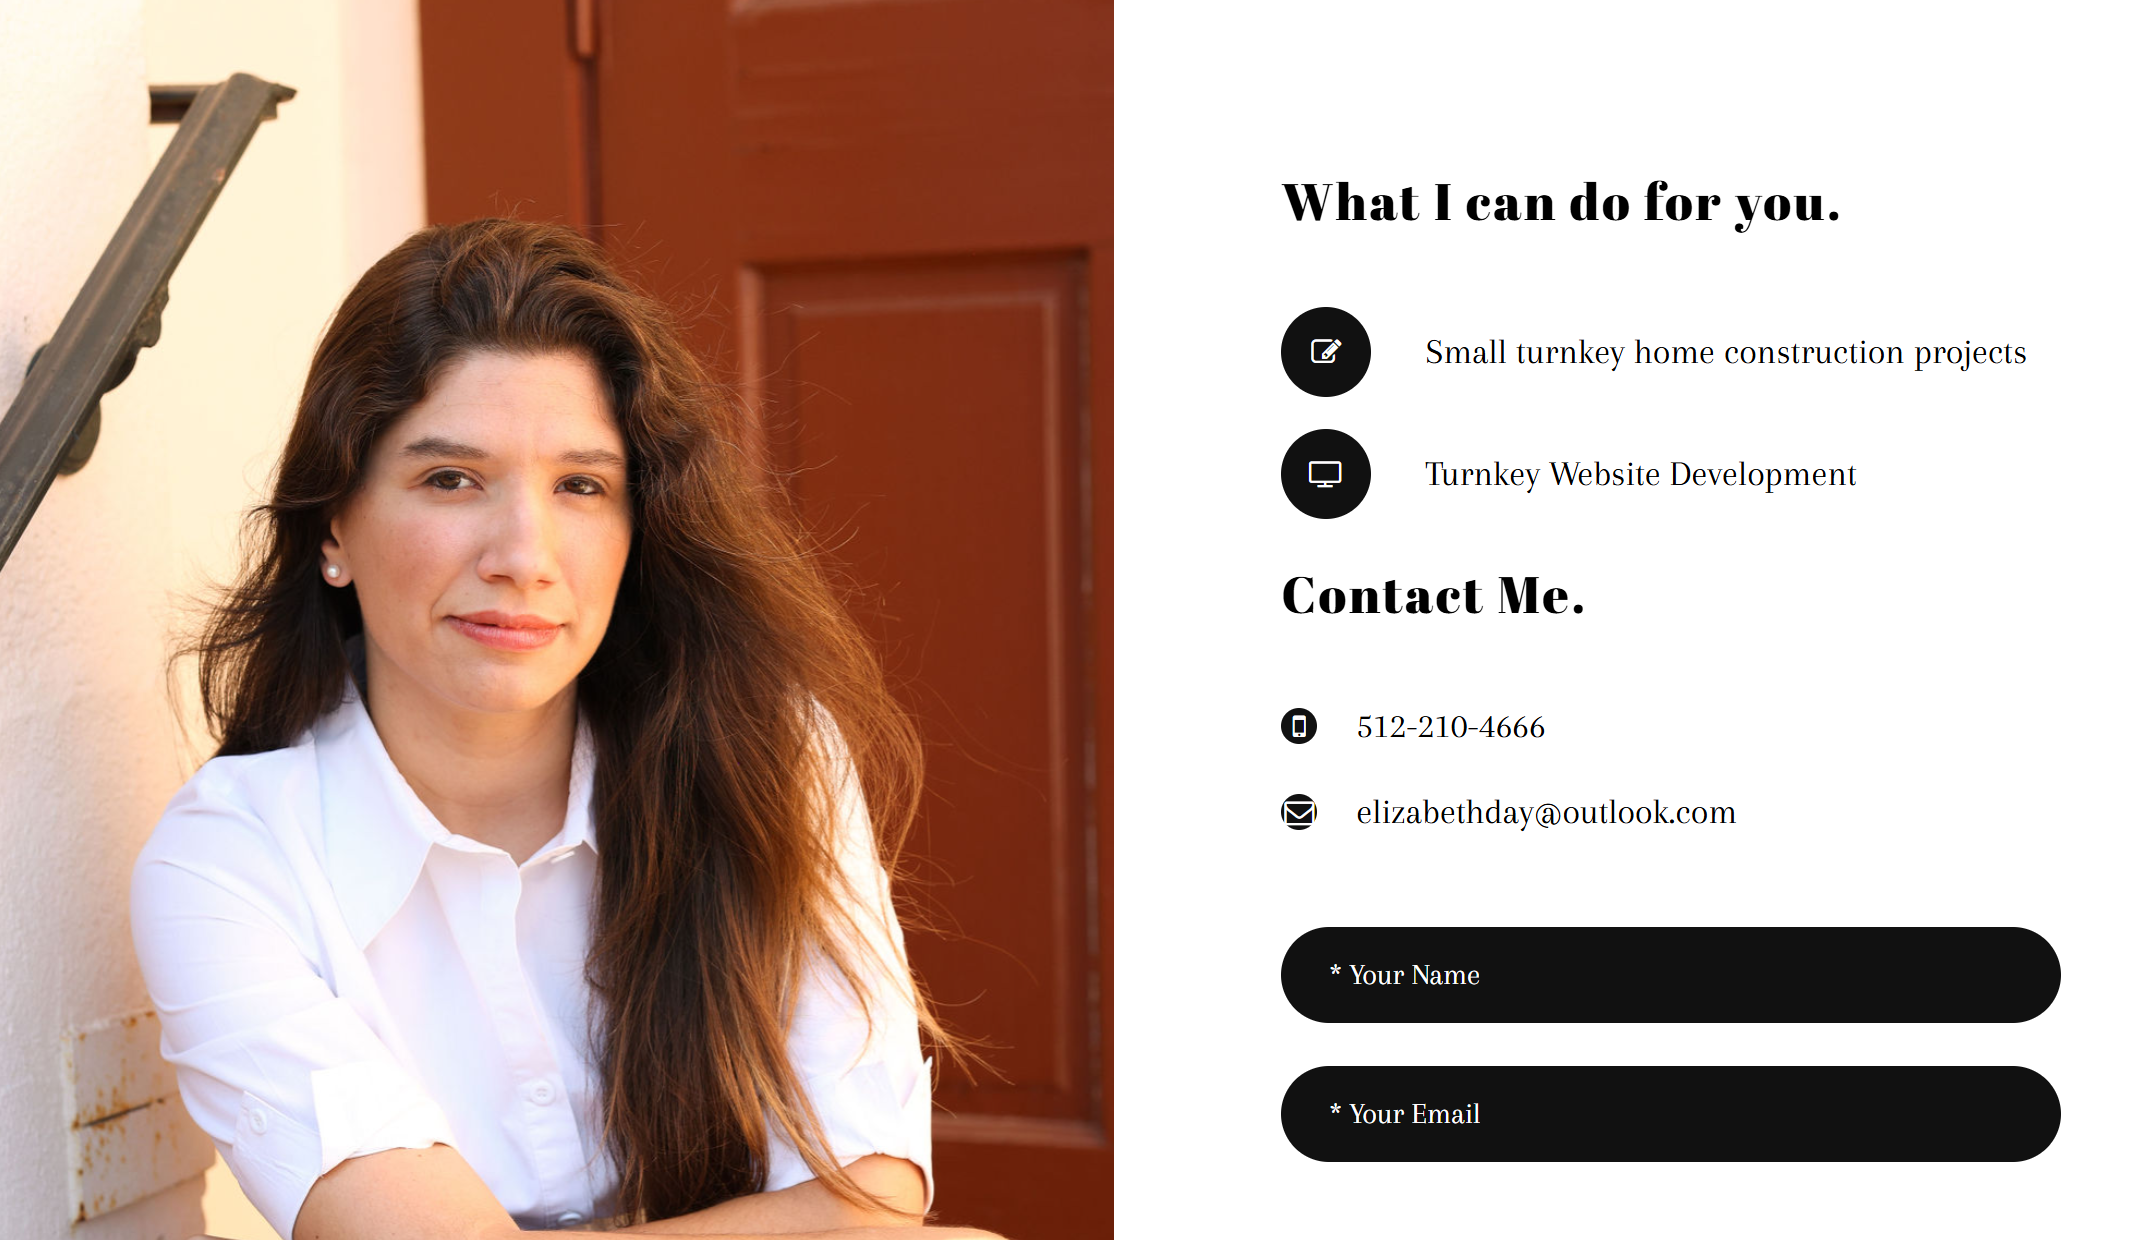 What I can do for you.
Small turnkey home construction projects
Turnkey Website Development
Contact Me.
512-210-4666
elizabethday@outlook.com
* Your Name
* Your Email